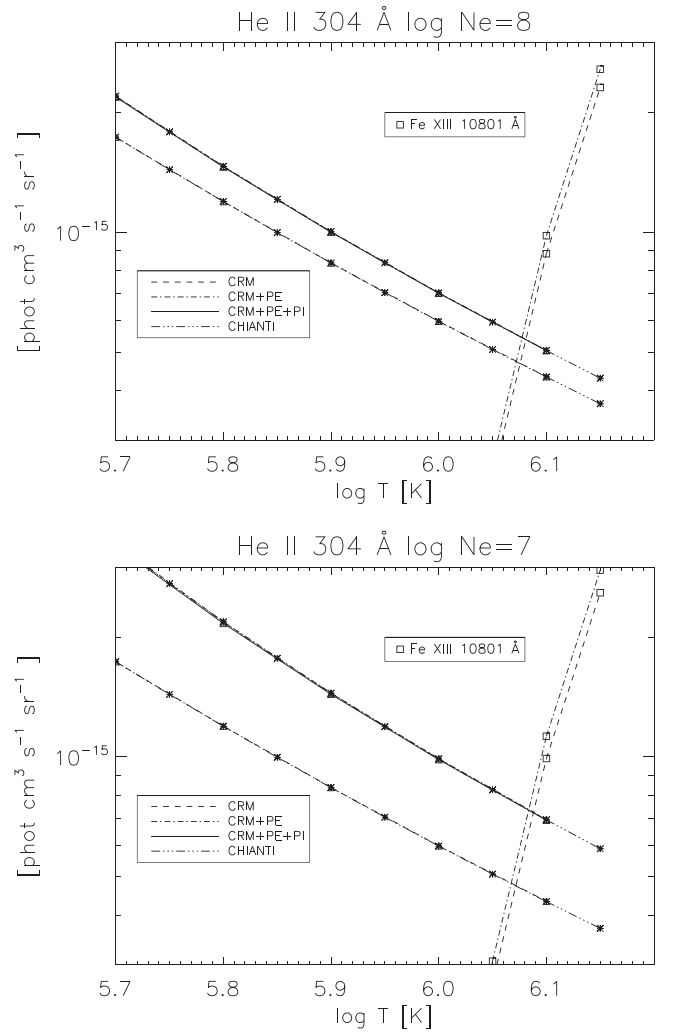 He II 304 Å log Ne=8
[phot cm³ s⁻¹ sr⁻¹ ]
10⁻¹⁵
□ Fe XIII 10801 Å
CRM
CRM+PE
CRM+PE+PI
CHIANTI
5.7 5.8 5.9 6.0 6.1
log T [K]
He II 304 Å log Ne=7
[phot cm³ s⁻¹ sr⁻¹ ]
10⁻¹⁵
□ Fe XIII 10801 Å
CRM
CRM+PE
CRM+PE+PI
CHIANTI
5.7 5.8 5.9 6.0 6.1
log T [K]